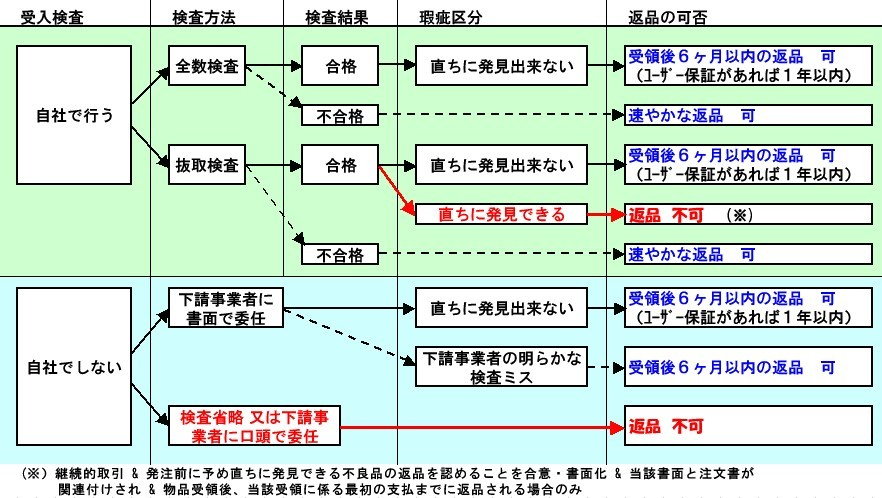 受入検査 検査方法 検査結果 瑕疵区分 返品の可否
自社で行う
全数検査
合格
直ちに発見出来ない
受領後６ヶ月以内の返品　可
（ﾕｰｻﾞｰ保証があれば１年以内）
不合格
速やかな返品　可
抜取検査
合格
直ちに発見出来ない
受領後６ヶ月以内の返品　可
（ﾕｰｻﾞｰ保証があれば１年以内）
直ちに発見できる
返品 不可　（※）
不合格
速やかな返品　可
自社でしない
下請事業者に
書面で委任
直ちに発見出来ない
受領後６ヶ月以内の返品　可
（ﾕｰｻﾞｰ保証があれば１年以内）
下請事業者の明らかな
検査ミス
受領後６ヶ月以内の返品　可
検査省略 又は下請事
業者に口頭で委任
返品 不可
（※）継続的取引 & 発注前に予め直ちに発見できる不良品の返品を認めることを合意・書面化 & 当該書面と注文書が
関連付けされ & 物品受領後、当該受領に係る最初の支払までに返品される場合のみ